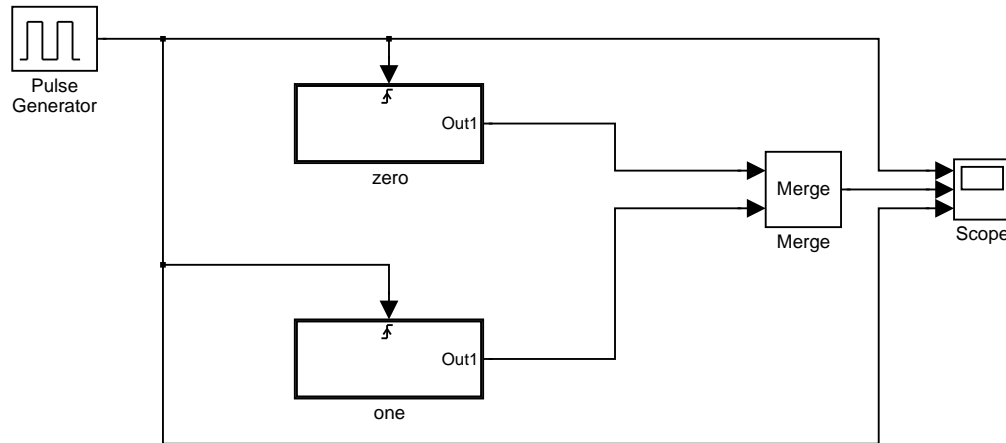 Pulse
Generator
Out1
zero
Merge
Merge
Scope
Out1
one